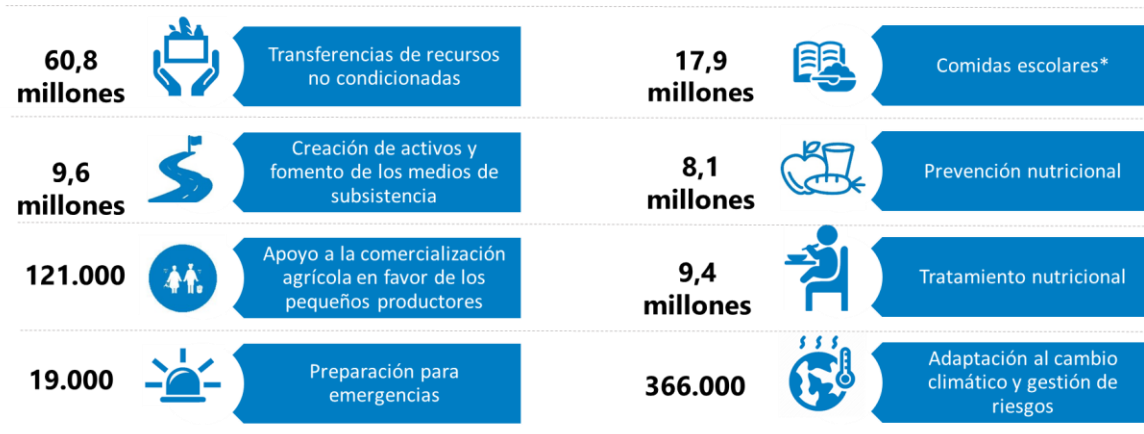 60,8
millones
Transferencias de recursos
no condicionadas
17,9
millones
Comidas escolares*
9,6
millones
Creación de activos y
fomento de los medios de
subsistencia
8,1
millones
Prevención nutricional
121.000
Apoyo a la comercialización
agrícola en favor de los
pequeños productores
9,4
millones
Tratamiento nutricional
19.000
Preparación para
emergencias
366.000
Adaptación al cambio
climático y gestión de
riesgos